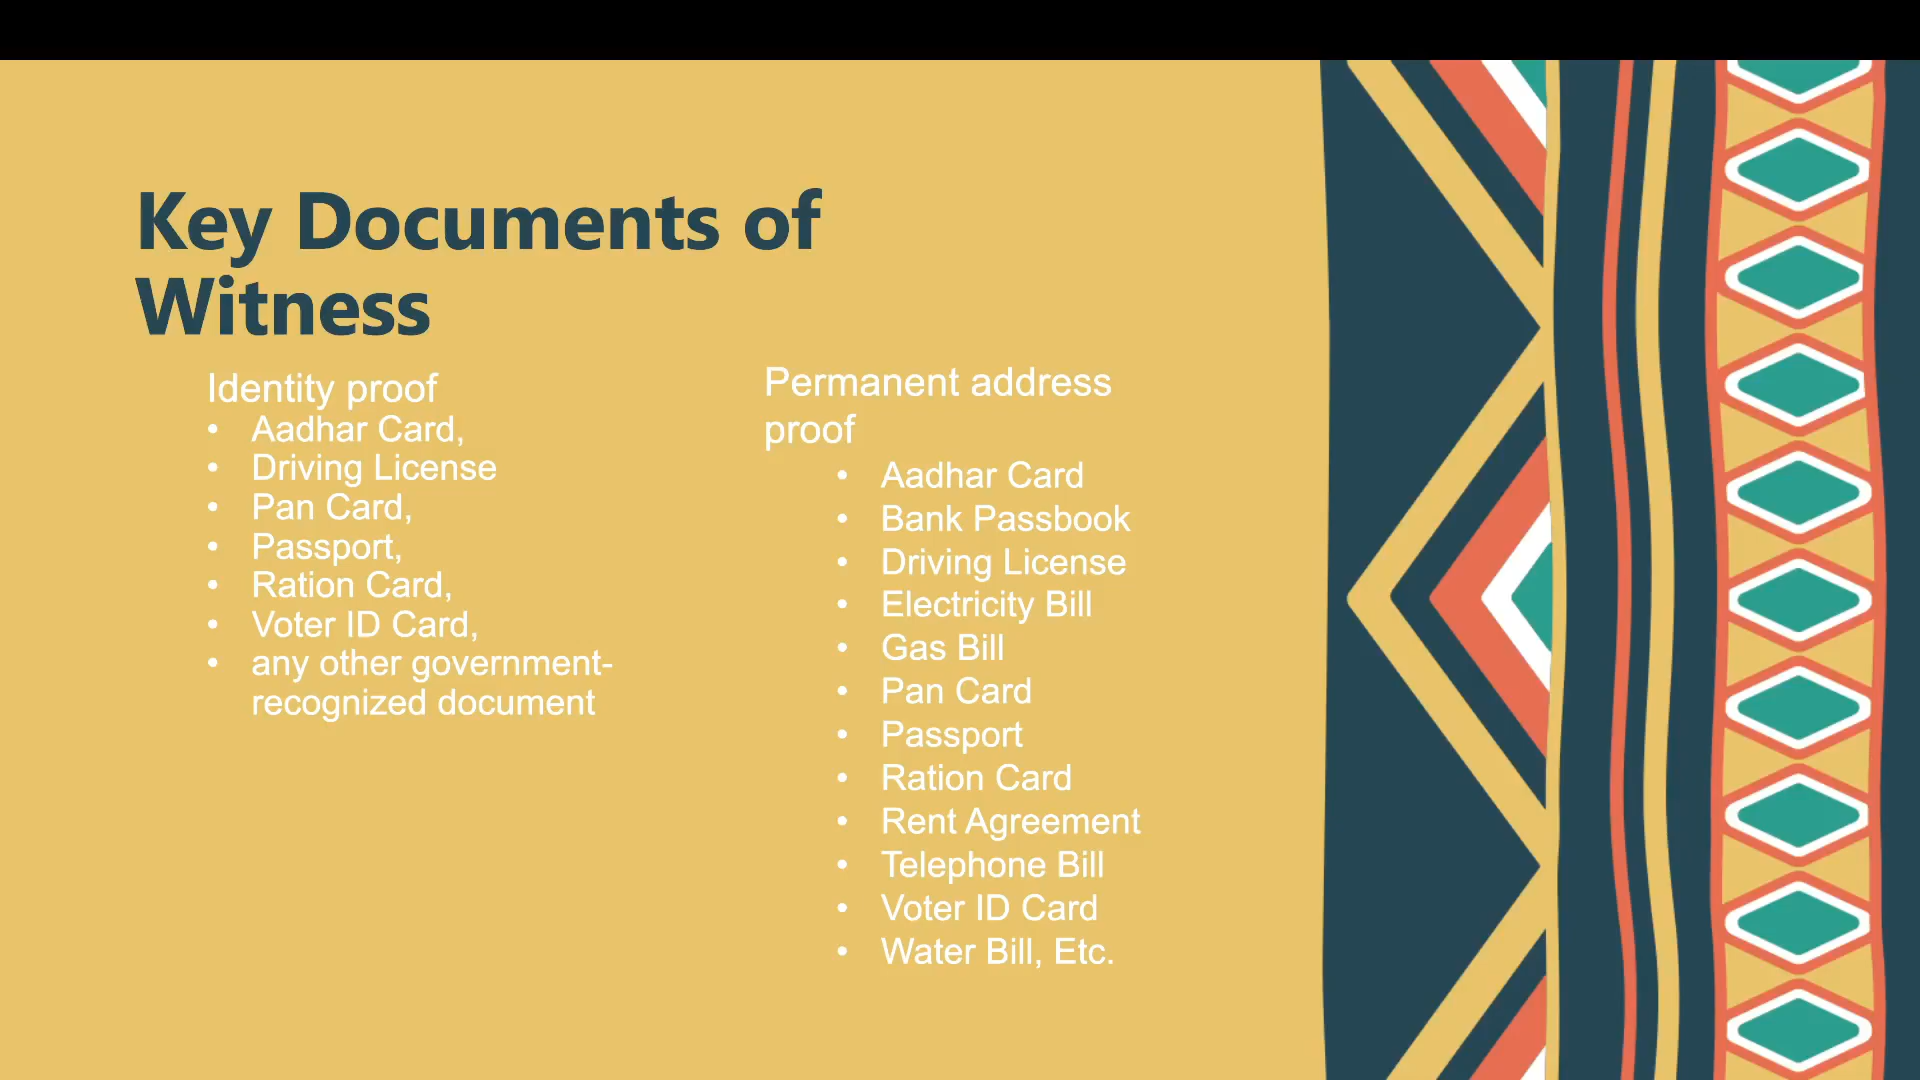 Key Documents of
Witness
Identity proof
• Aadhar Card,
• Driving License
• Pan Card,
• Passport,
• Ration Card,
• Voter ID Card,
• any other government-
recognized document
Permanent address
proof
• Aadhar Card
• Bank Passbook
• Driving License
• Electricity Bill
• Gas Bill
• Pan Card
• Passport
• Ration Card
• Rent Agreement
• Telephone Bill
• Voter ID Card
• Water Bill, Etc.